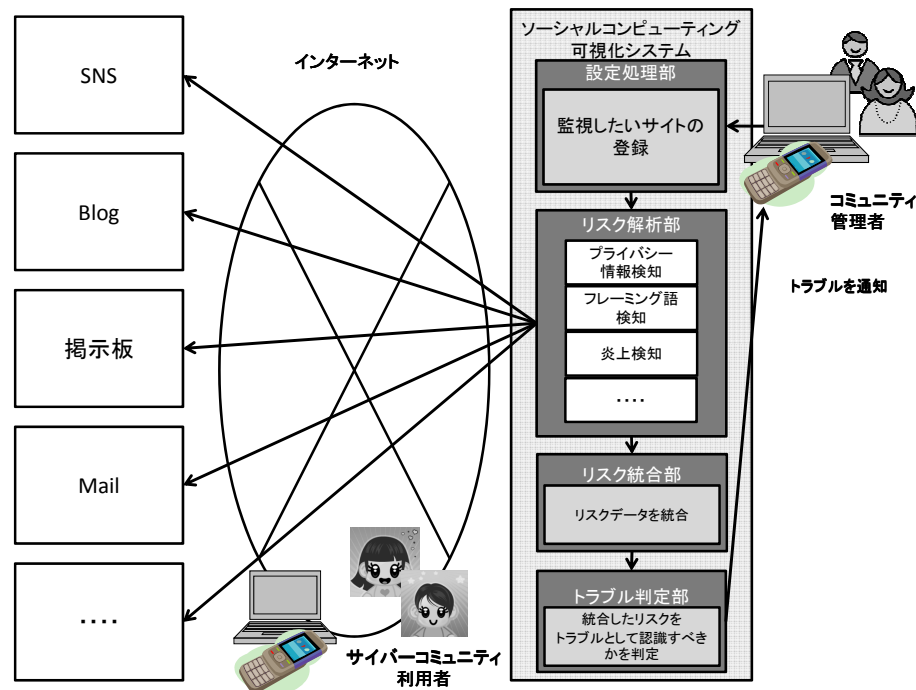 SNS
Blog
掲示板
Mail
････
インターネット
サイバーコミュニティ
利用者
ソーシャルコンピューティング
可視化システム
設定処理部
監視したいサイトの
登録
リスク解析部
プライバシー
情報検知
フレーミング語
検知
炎上検知
････
リスク統合部
リスクデータを統合
トラブル判定部
統合したリスクを
トラブルとして認識すべき
かを判定
コミュニティ
管理者
トラブルを通知